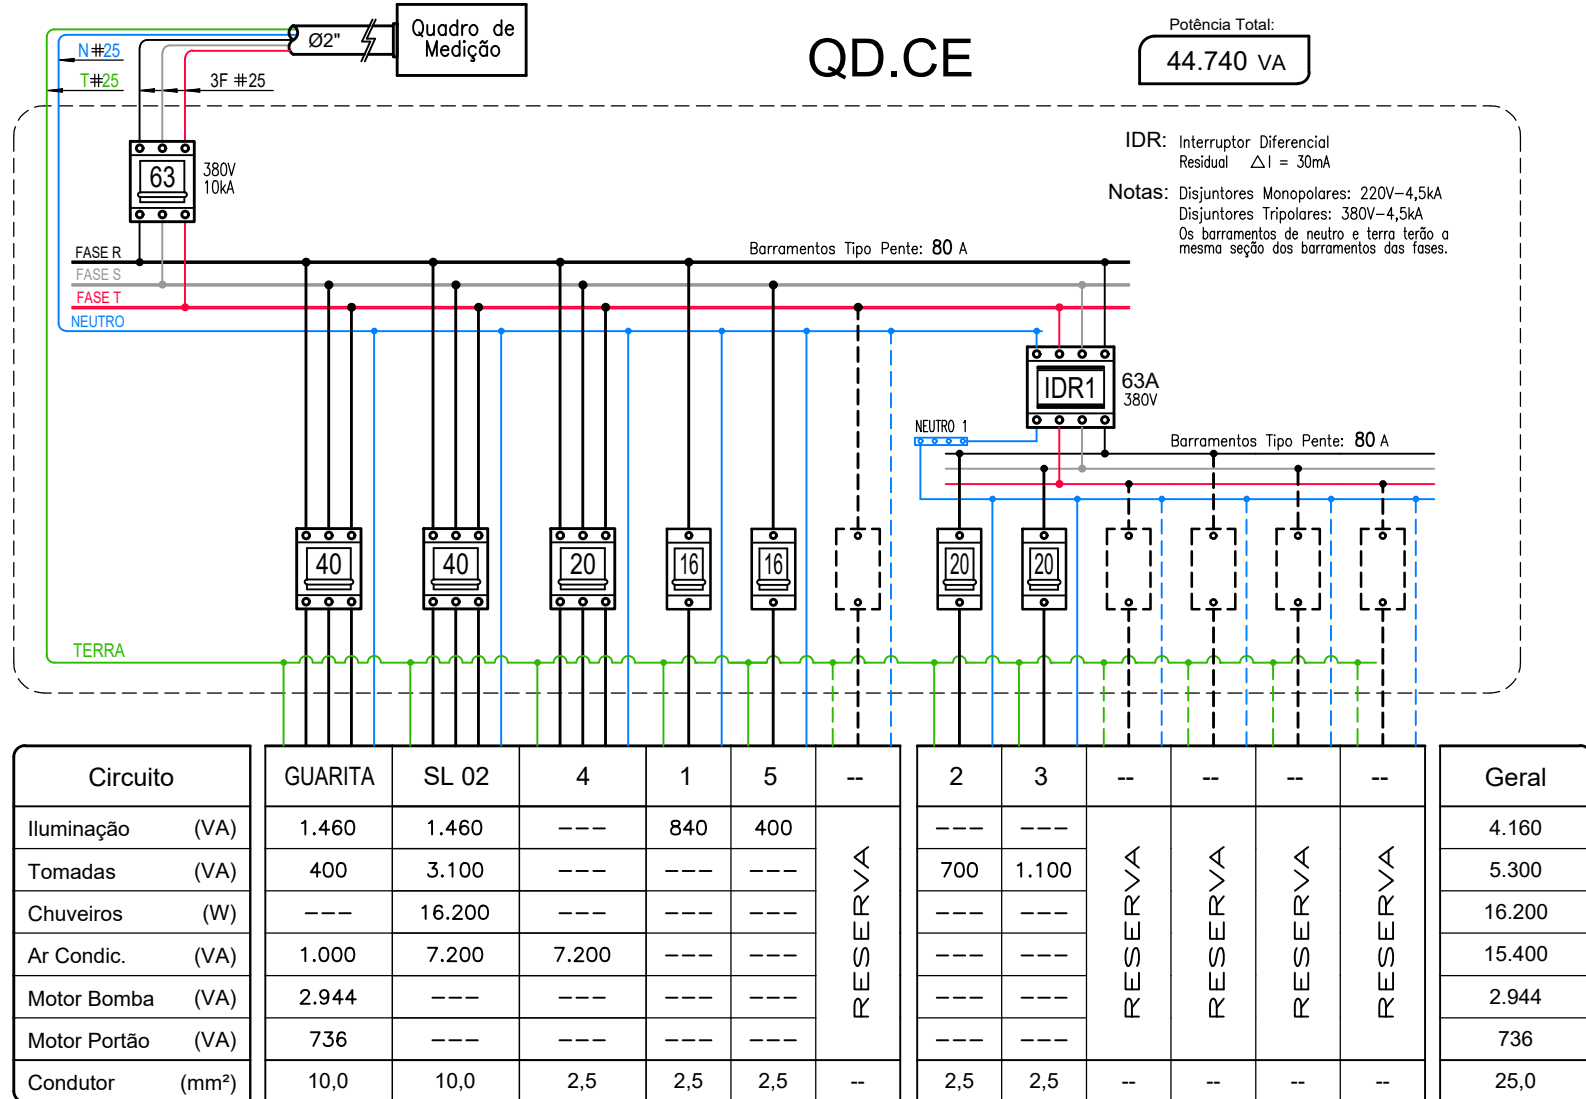 Quadro de
Medição
Ø2"
N#25
T#25
3F #25
QD.CE
Potência Total:
44.740 VA
63
380V
10kA
IDR: Interruptor Diferencial
Residual △I = 30mA
Notas: Disjuntores Monopolares: 220V-4,5kA
Disjuntores Tripolares: 380V-4,5kA
Os barramentos de neutro e terra terão a
mesma seção dos barramentos das fases.
FASE R
FASE S
FASE T
NEUTRO
Barramentos Tipo Pente: 80 A
IDR1
63A
380V
NEUTRO 1
Barramentos Tipo Pente: 80 A
40 40 20 16 16 20 20
TERRA
Circuito GUARITA SL 02 4 1 5 -- 2 3 -- -- -- -- Geral
Iluminação (VA) 1.460 1.460 --- 840 400 --- --- 4.160
Tomadas (VA) 400 3.100 --- --- --- 700 1.100 5.300
Chuveiros (W) --- 16.200 --- --- --- --- --- 16.200
Ar Condic. (VA) 1.000 7.200 7.200 --- --- --- --- 15.400
Motor Bomba (VA) 2.944 --- --- --- --- --- --- 2.944
Motor Portão (VA) 736 --- --- --- --- --- --- 736
RESERVA
RESERVA
RESERVA
RESERVA
RESERVA
Condutor (mm²) 10,0 10,0 2,5 2,5 2,5 -- 2,5 2,5 -- -- -- -- 25,0